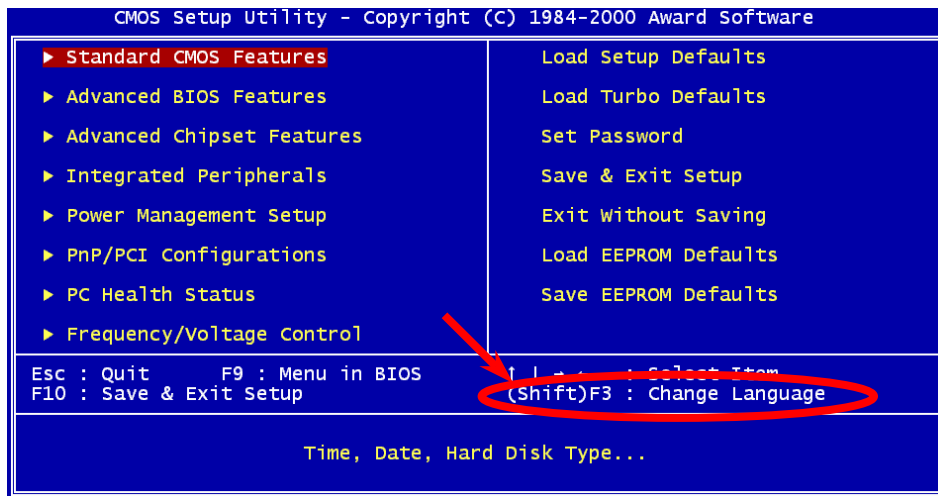 CMOS Setup Utility - Copyright (C) 1984-2000 Award Software
▶ Standard CMOS Features
▶ Advanced BIOS Features
▶ Advanced Chipset Features
▶ Integrated Peripherals
▶ Power Management Setup
▶ PnP/PCI Configurations
▶ PC Health Status
▶ Frequency/Voltage Control
Load Setup Defaults
Load Turbo Defaults
Set Password
Save & Exit Setup
Exit Without Saving
Load EEPROM Defaults
Save EEPROM Defaults
Esc : Quit F9 : Menu in BIOS
F10 : Save & Exit Setup
↑ ↓ → ← : Select Item
(Shift)F3 : Change Language
Time, Date, Hard Disk Type...